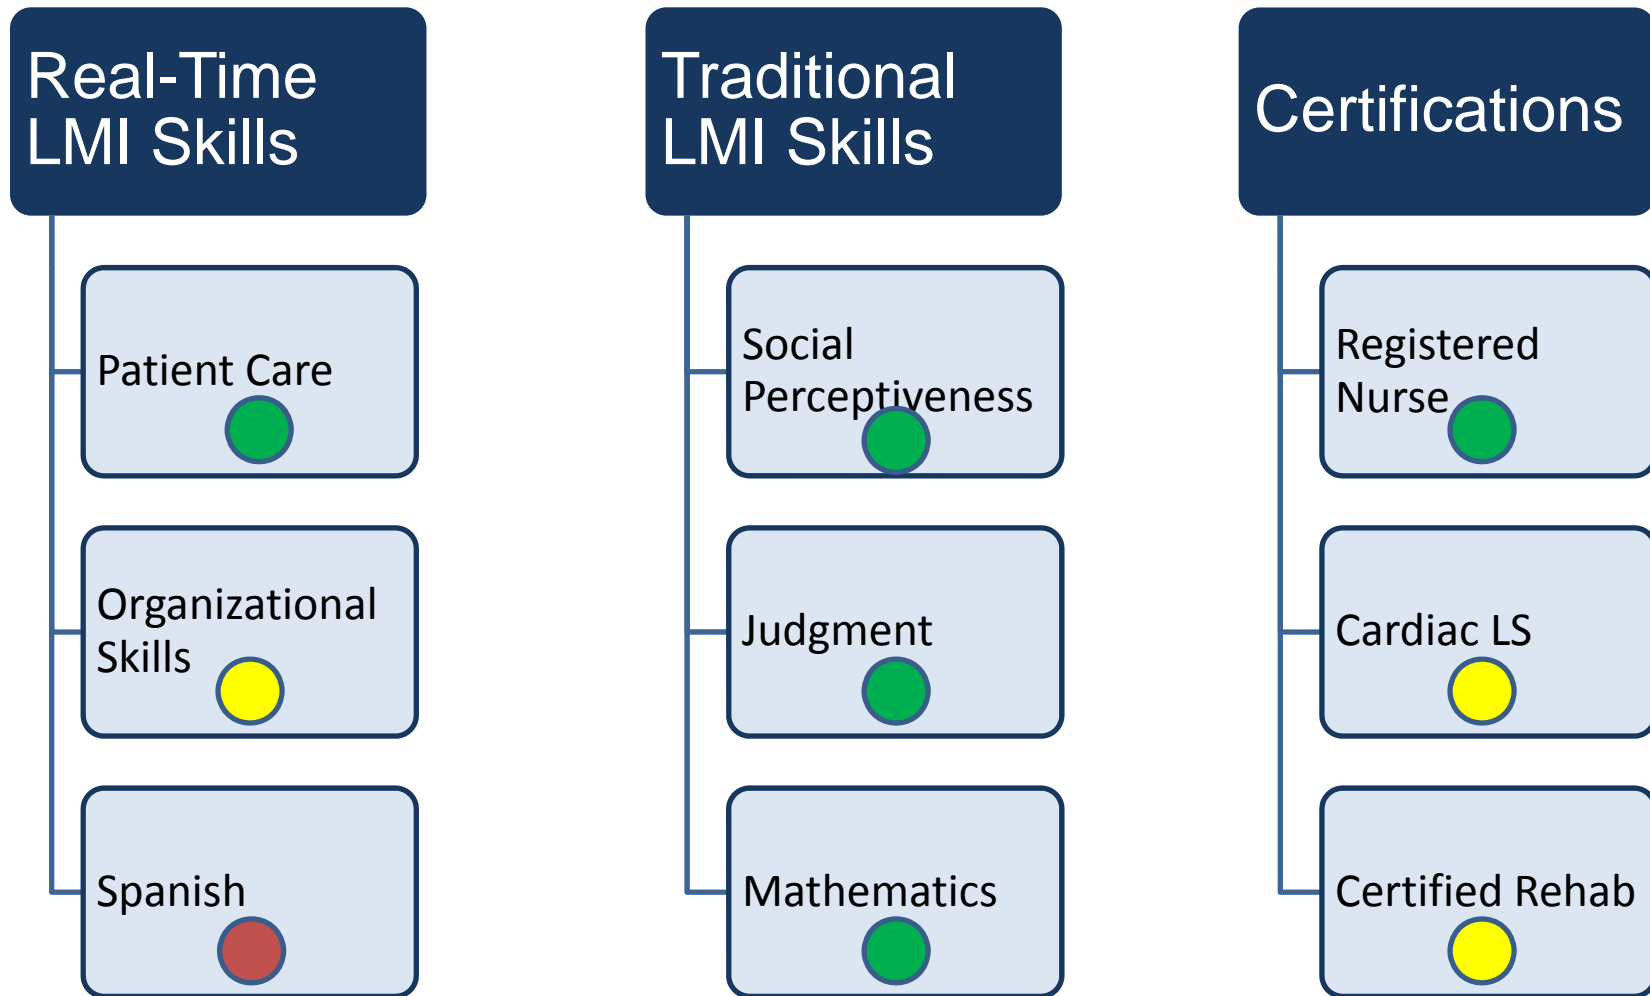 Real-Time
LMI Skills
Patient Care
Organizational
Skills
Spanish
Traditional
LMI Skills
Social
Perceptiveness
Judgment
Mathematics
Certifications
Registered
Nurse
Cardiac LS
Certified Rehab